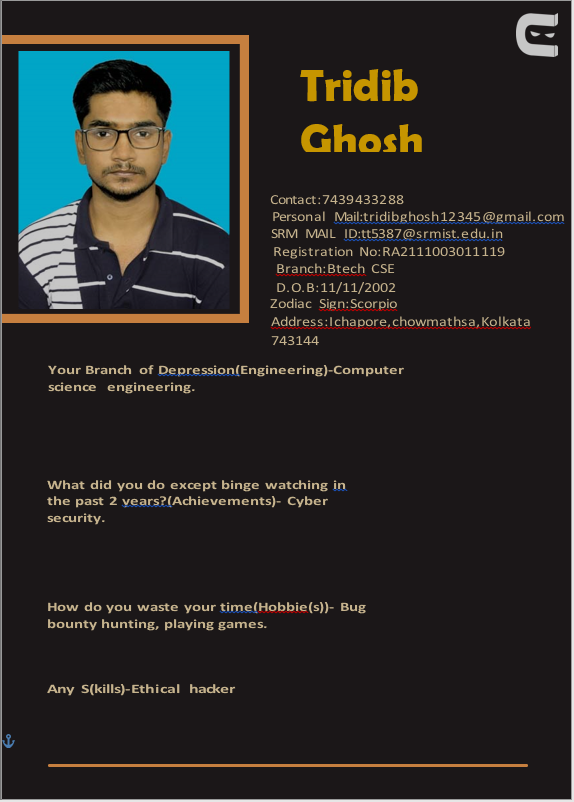 Tridib
Ghosh
Contact:7439433288
Personal Mail:tridibghosh12345@gmail.com
SRM MAIL ID:tt5387@srmist.edu.in
Registration No:RA2111003011119
Branch:Btech CSE
D.O.B:11/11/2002
Zodiac Sign:Scorpio
Address:Ichapore,chowmathsa,Kolkata
743144
Your Branch of Depression(Engineering)-Computer
science engineering.
What did you do except binge watching in
the past 2 years?(Achievements)- Cyber
security.
How do you waste your time(Hobbie(s))- Bug
bounty hunting, playing games.
Any S(kills)-Ethical hacker